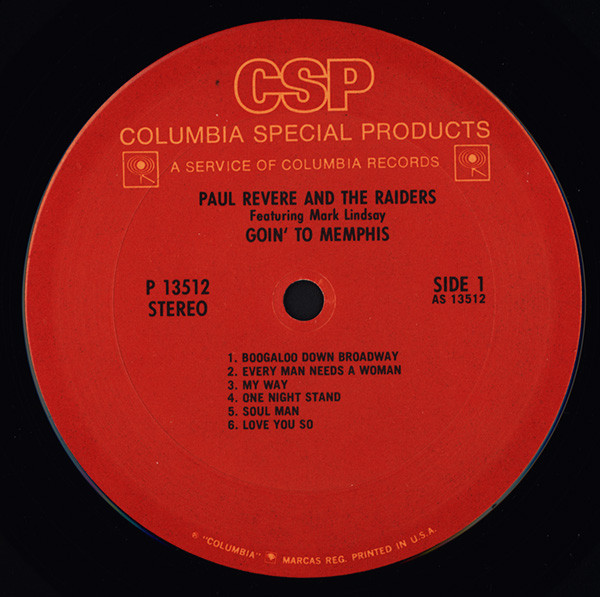 CSP
COLUMBIA SPECIAL PRODUCTS
A SERVICE OF COLUMBIA RECORDS
PAUL REVERE AND THE RAIDERS
Featuring Mark Lindsay
GOIN' TO MEMPHIS
P 13512
STEREO
SIDE 1
AS 13512
1. BOOGALOO DOWN BROADWAY
2. EVERY MAN NEEDS A WOMAN
3. MY WAY
4. ONE NIGHT STAND
5. SOUL MAN
6. LOVE YOU SO
® "COLUMBIA" MARCAS REG. PRINTED IN U.S.A.